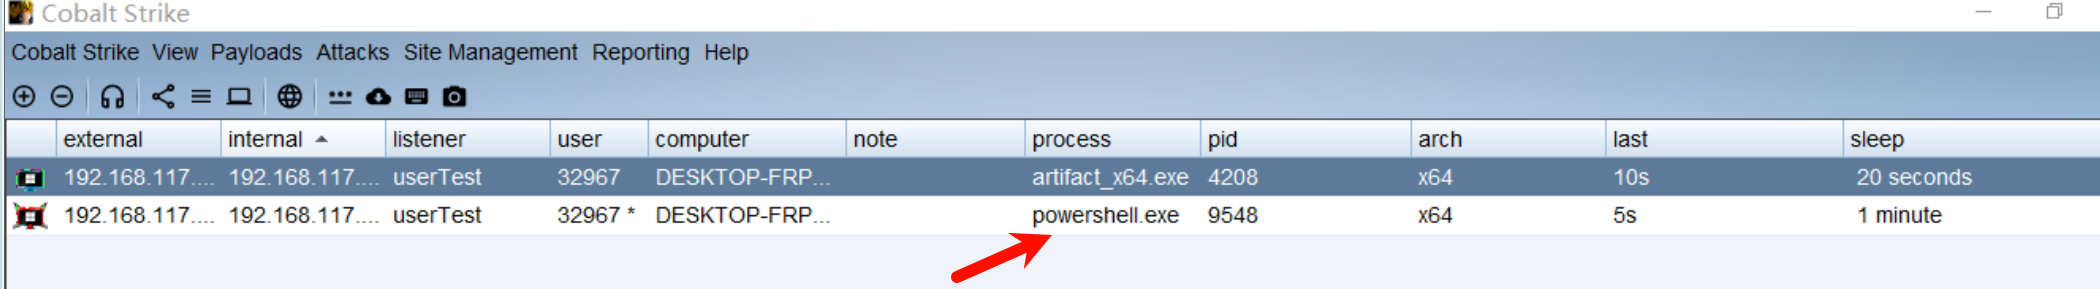 Cobalt Strike
Cobalt Strike View Payloads Attacks Site Management Reporting Help
external internal listener user computer note process pid arch last sleep
192.168.117.... 192.168.117.... userTest 32967 DESKTOP-FRP... artifact_x64.exe 4208 x64 10s 20 seconds
192.168.117.... 192.168.117.... userTest 32967 * DESKTOP-FRP... powershell.exe 9548 x64 5s 1 minute